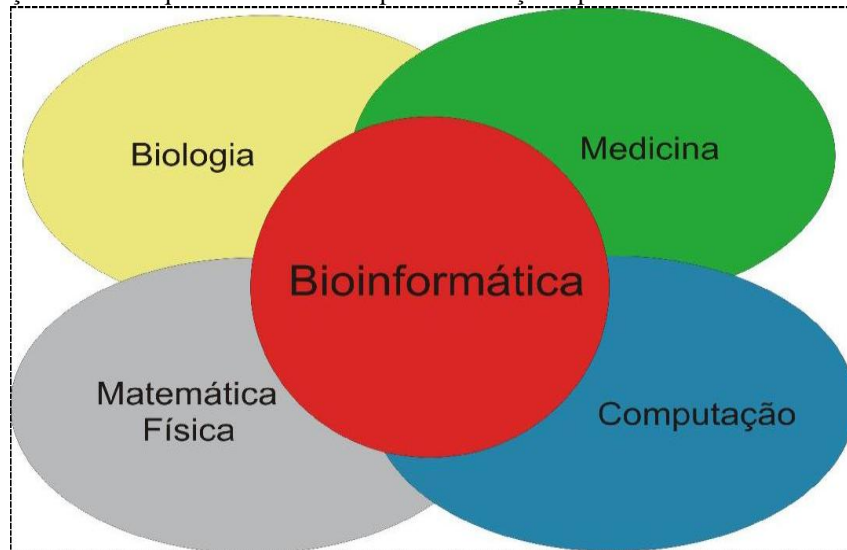 Biologia
Medicina
Bioinformática
Matemática
Física
Computação